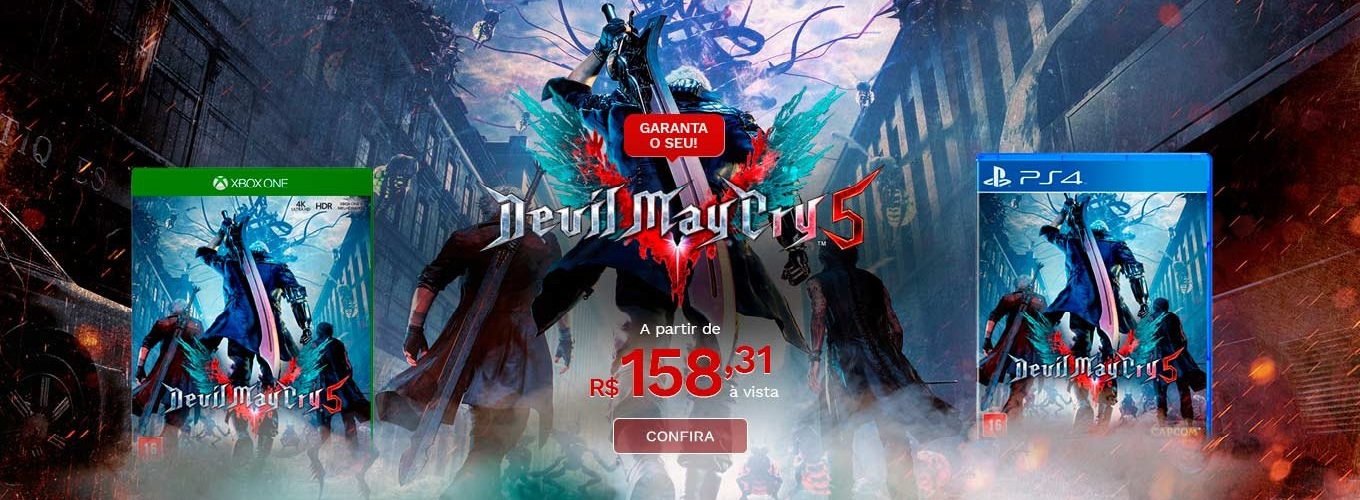 GARANTA
O SEU!
XBOX ONE
4K
HDR
Devil May Cry 5
16
Devil May Cry 5
TM
A partir de
R$158,31
à vista
CONFIRA
PS4
Devil May Cry 5
16
CAPCOM